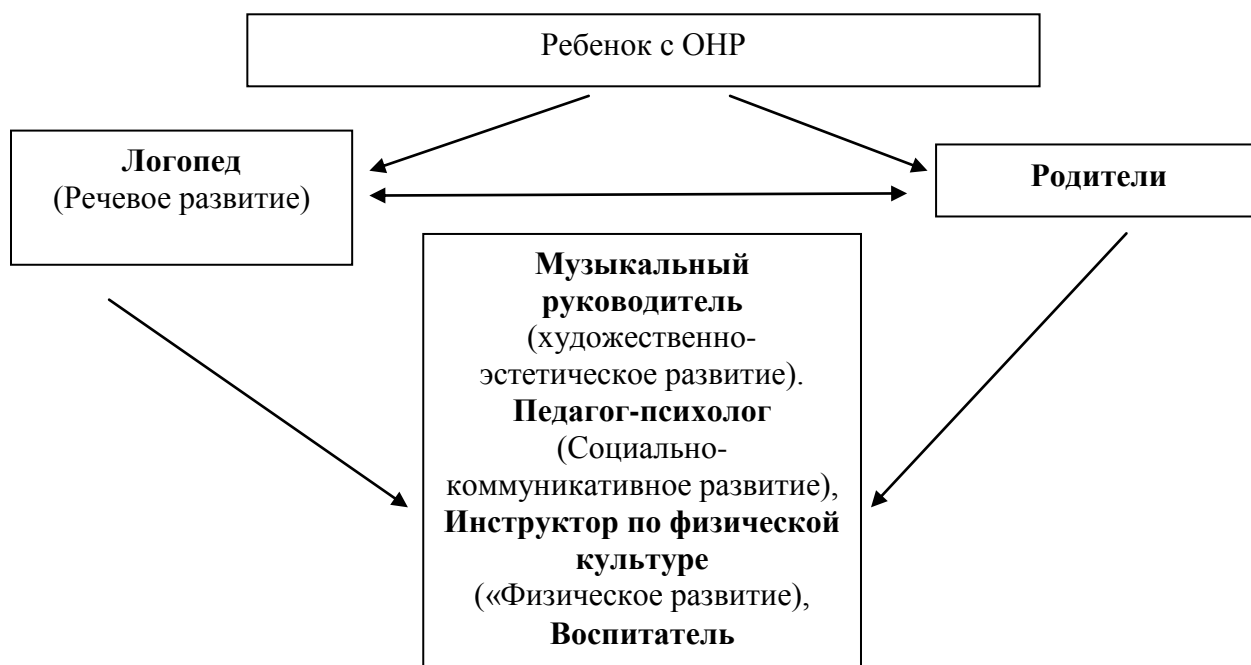 Ребенок с ОНР
Логопед
(Речевое развитие)
Родители
Музыкальный
руководитель
(художественно-
эстетическое развитие).
Педагог-психолог
(Социально-
коммуникативное развитие),
Инструктор по физической
культуре
(«Физическое развитие),
Воспитатель